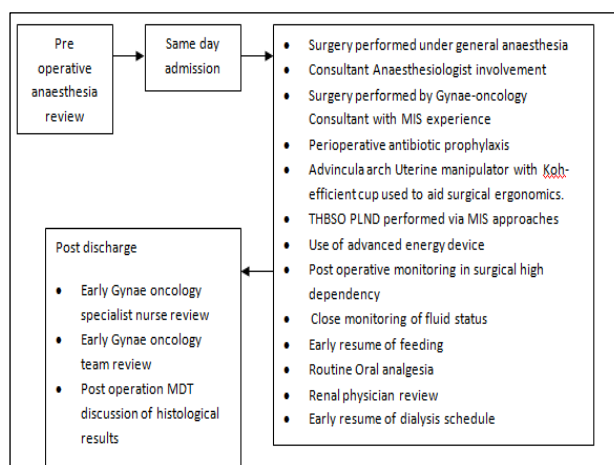 Pre
operative
anaesthesia
review
Same day
admission
• Surgery performed under general anaesthesia
• Consultant Anaesthesiologist involvement
• Surgery performed by Gynae-oncology
Consultant with MIS experience
• Perioperative antibiotic prophylaxis
• Advincula arch Uterine manipulator with Koh-
efficient cup used to aid surgical ergonomics.
• THBSO PLND performed via MIS approaches
• Use of advanced energy device
• Post operative monitoring in surgical high
dependency
• Close monitoring of fluid status
• Early resume of feeding
• Routine Oral analgesia
• Renal physician review
• Early resume of dialysis schedule
Post discharge
• Early Gynae oncology
specialist nurse review
• Early Gynae oncology
team review
• Post operation MDT
discussion of histological
results